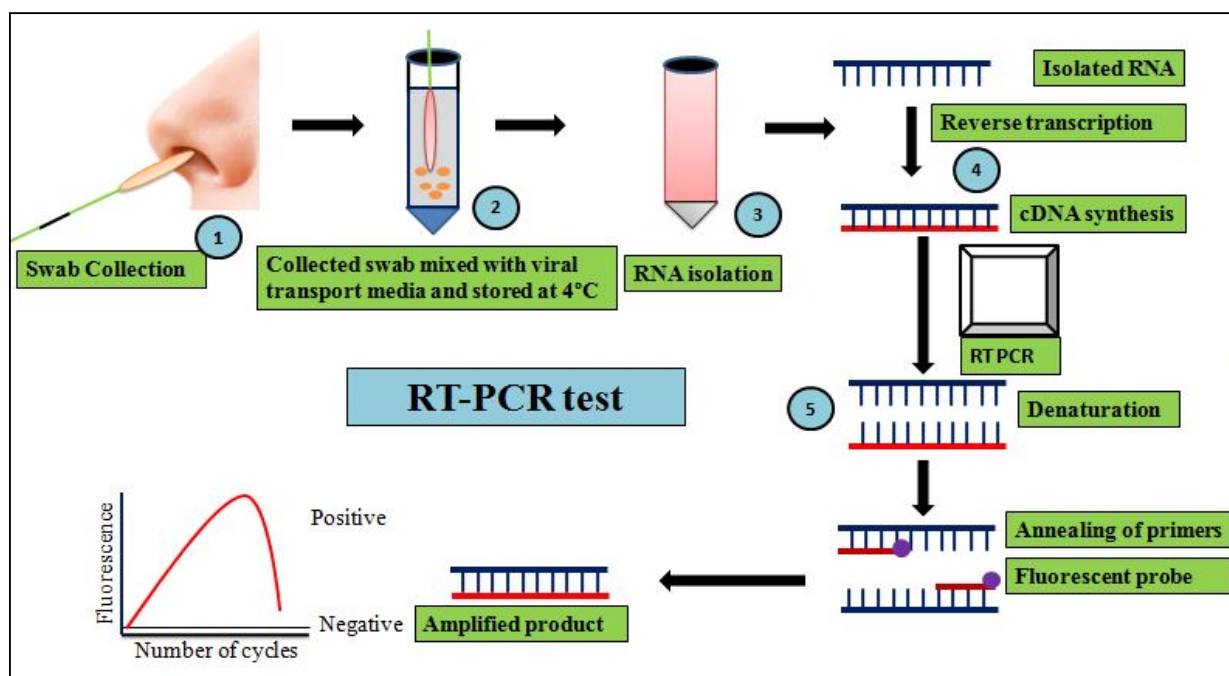 1
Swab Collection
2
Collected swab mixed with viral
transport media and stored at 4°C
3
RNA isolation
Isolated RNA
Reverse transcription
4
cDNA synthesis
RT PCR
5
Denaturation
Annealing of primers
Fluorescent probe
Amplified product
RT-PCR test
Fluorescence
Positive
Negative
Number of cycles